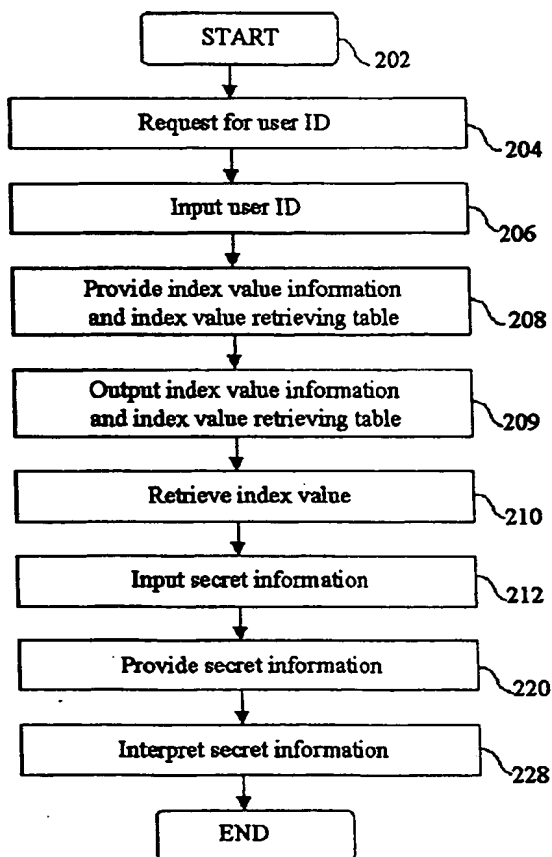 START
202
Request for user ID
204
Input user ID
206
Provide index value information
and index value retrieving table
208
Output index value information
and index value retrieving table
209
Retrieve index value
210
Input secret information
212
Provide secret information
220
Interpret secret information
228
END